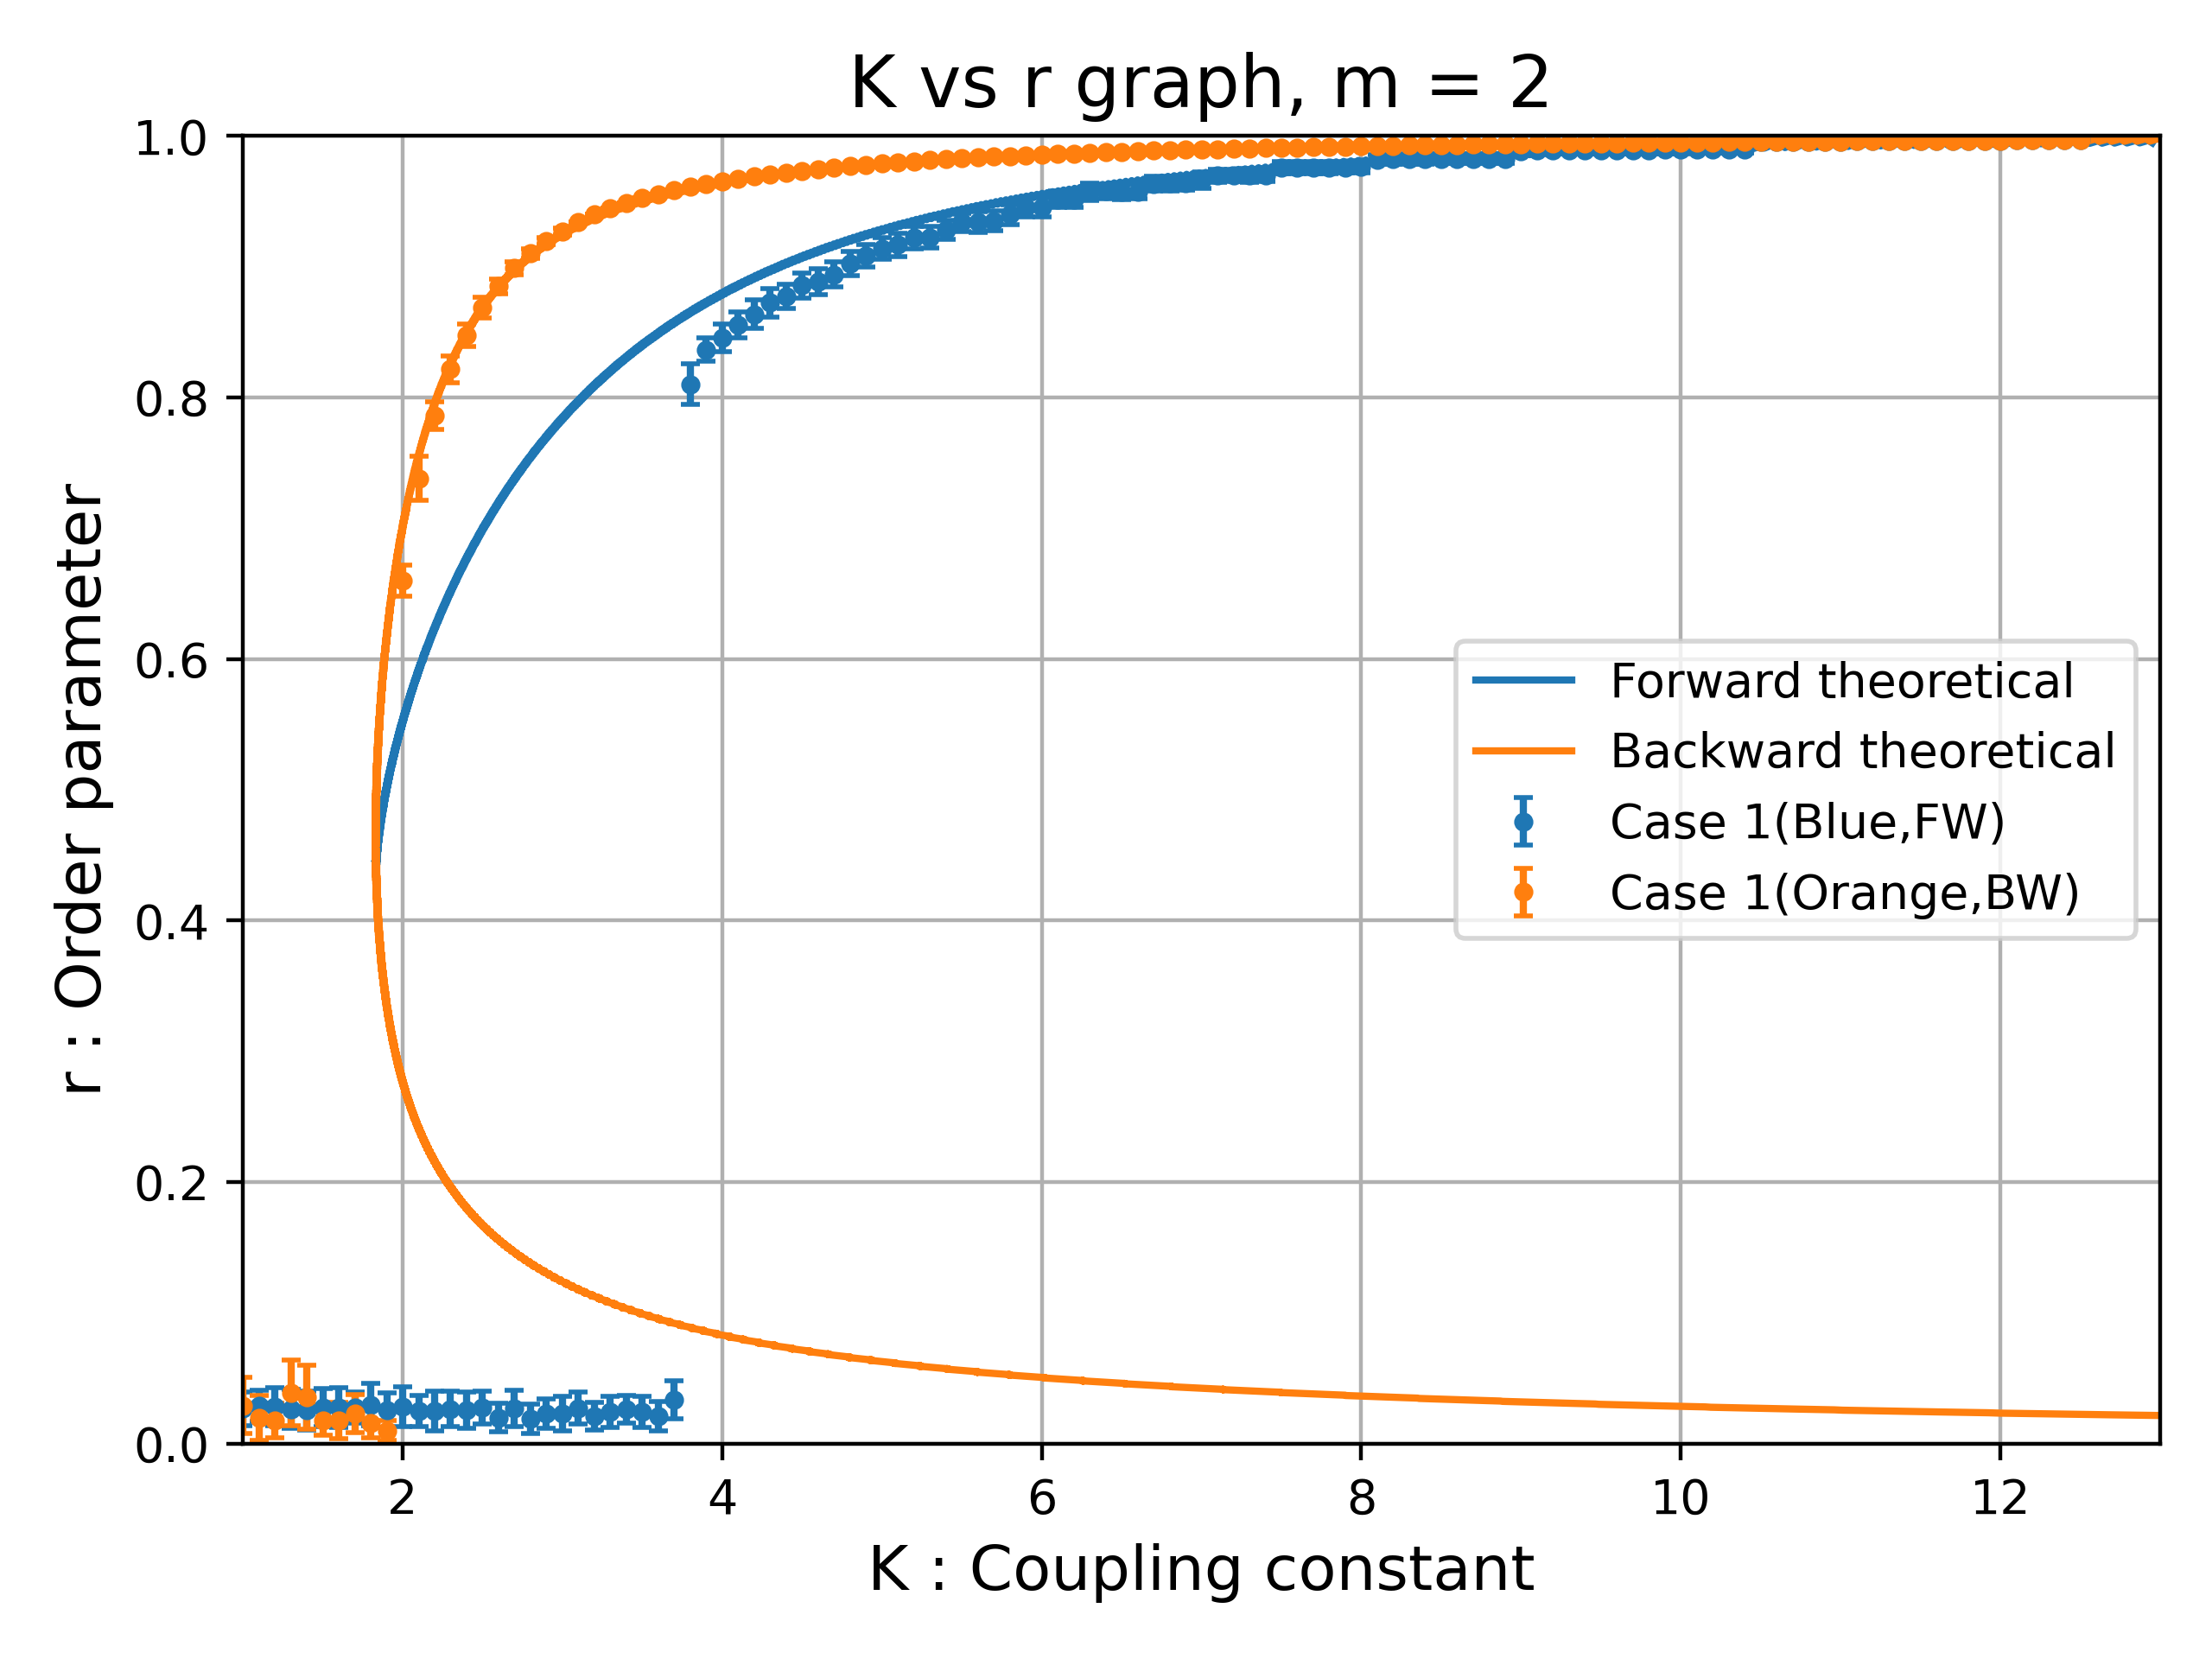 K vs r graph, m = 2
1.0
0.8
0.6
0.4
0.2
0.0
r : Order parameter
Forward theoretical
Backward theoretical
Case 1(Blue,FW)
Case 1(Orange,BW)
2 4 6 8 10 12
K : Coupling constant